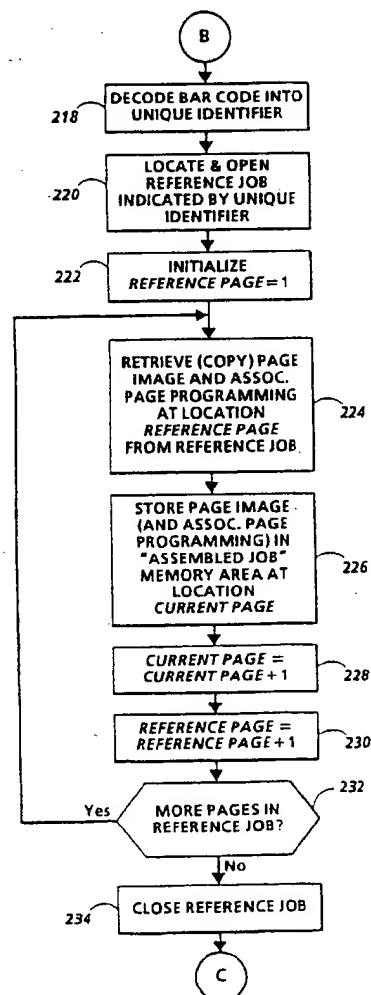 B
DECODE BAR CODE INTO
UNIQUE IDENTIFIER
218
LOCATE & OPEN
REFERENCE JOB
INDICATED BY UNIQUE
IDENTIFIER
220
INITIALIZE
REFERENCE PAGE=1
222
RETRIEVE (COPY) PAGE
IMAGE AND ASSOC.
PAGE PROGRAMMING
AT LOCATION
REFERENCE PAGE
FROM REFERENCE JOB
224
STORE PAGE IMAGE
(AND ASSOC. PAGE
PROGRAMMING) IN
"ASSEMBLED JOB"
MEMORY AREA AT
LOCATION
CURRENT PAGE
226
CURRENT PAGE =
CURRENT PAGE+1
228
REFERENCE PAGE=
REFERENCE PAGE+1
230
232
Yes
MORE PAGES IN
REFERENCE JOB?
No
CLOSE REFERENCE JOB
234
C